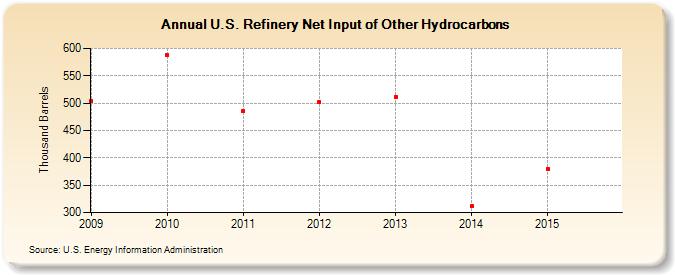 Annual U.S. Refinery Net Input of Other Hydrocarbons
Thousand Barrels
600
550
500
450
400
350
300
2009 2010 2011 2012 2013 2014 2015
Source: U.S. Energy Information Administration